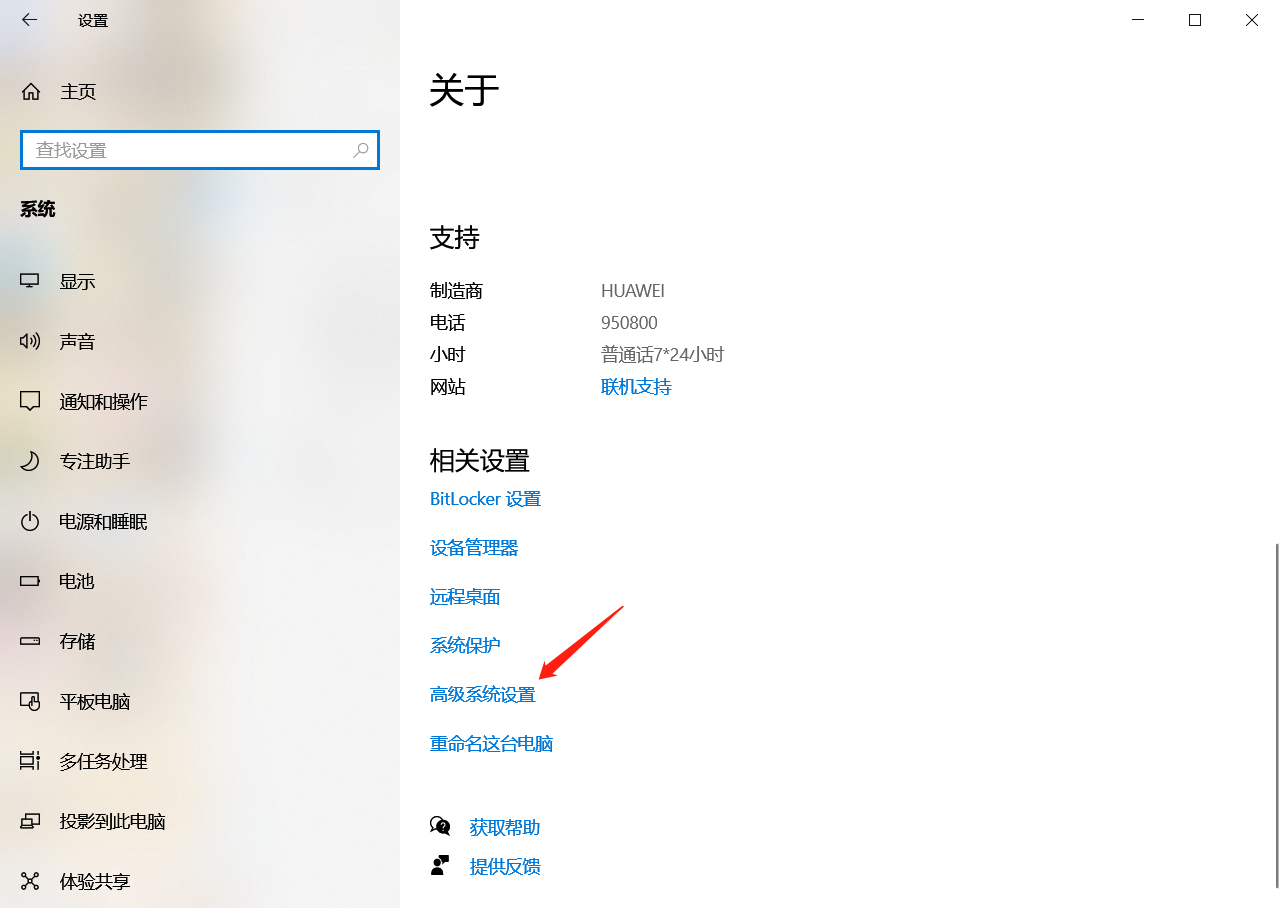 设置
主页
查找设置
系统
显示
声音
通知和操作
专注助手
电源和睡眠
电池
存储
平板电脑
多任务处理
投影到此电脑
体验共享
关于
支持
制造商 HUAWEI
电话 950800
小时 普通话7*24小时
网站 联机支持
相关设置
BitLocker 设置
设备管理器
远程桌面
系统保护
高级系统设置
重命名这台电脑
获取帮助
提供反馈